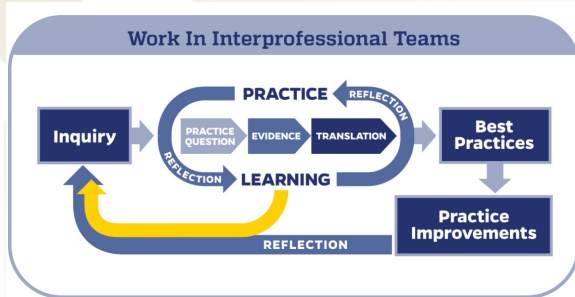 Work In Interprofessional Teams
Inquiry
PRACTICE
REFLECTION
PRACTICE
QUESTION
EVIDENCE
TRANSLATION
REFLECTION
LEARNING
Best
Practices
Practice
Improvements
REFLECTION